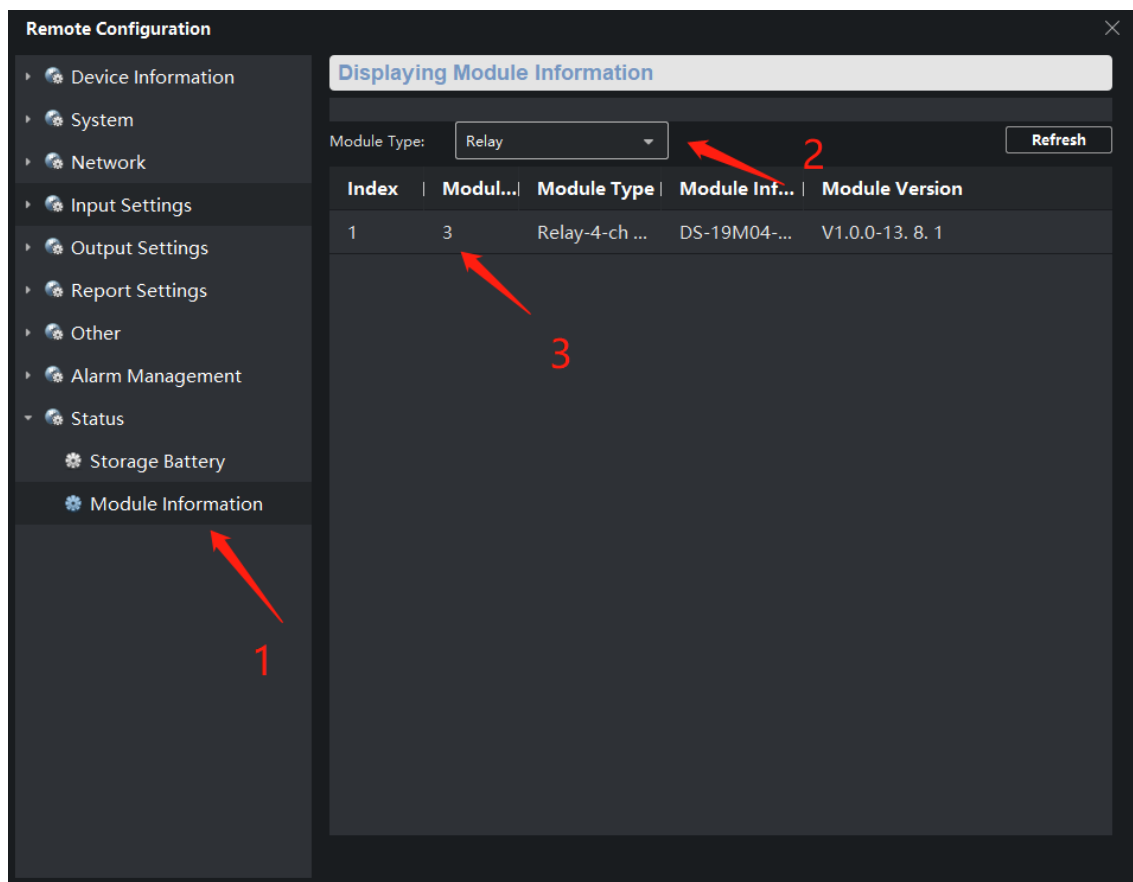 Remote Configuration
Device Information
System
Network
Input Settings
Output Settings
Report Settings
Other
Alarm Management
Status
Storage Battery
Module Information
1
Displaying Module Information
Module Type: Relay
2
Refresh
Index Modul... Module Type Module Inf... Module Version
1 3 Relay-4-ch ... DS-19M04-... V1.0.0-13. 8. 1
3